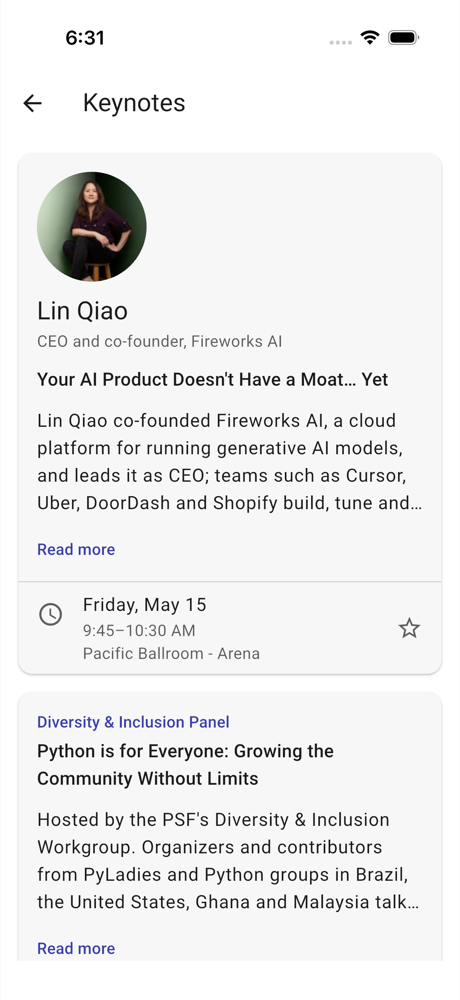 6:31
Keynotes
Lin Qiao
CEO and co-founder, Fireworks AI
Your AI Product Doesn't Have a Moat... Yet
Lin Qiao co-founded Fireworks AI, a cloud
platform for running generative AI models,
and leads it as CEO; teams such as Cursor,
Uber, DoorDash and Shopify build, tune and...
Read more
Friday, May 15
9:45–10:30 AM
Pacific Ballroom - Arena
Diversity & Inclusion Panel
Python is for Everyone: Growing the
Community Without Limits
Hosted by the PSF's Diversity & Inclusion
Workgroup. Organizers and contributors
from PyLadies and Python groups in Brazil,
the United States, Ghana and Malaysia talk...
Read more